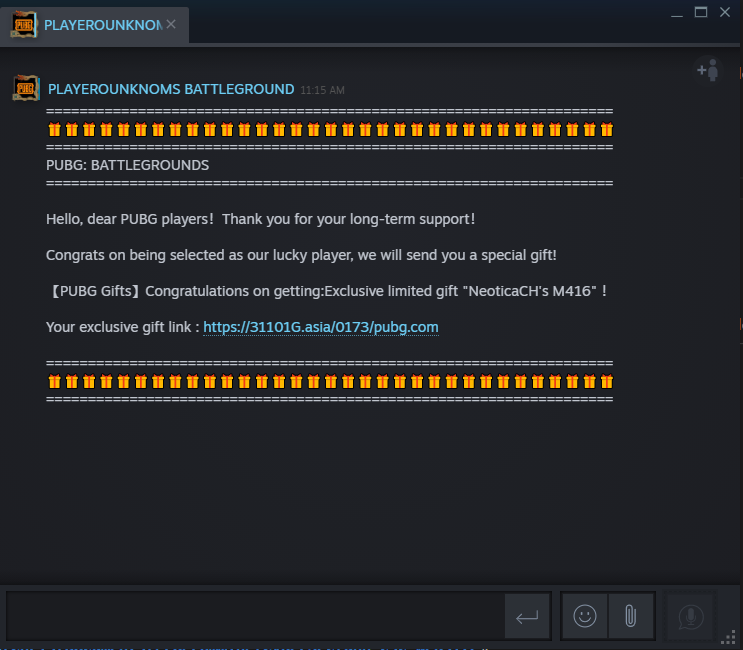 PLAYEROUNKNOM
PLAYEROUNKNOMS BATTLEGROUND 11:15 AM
====================================================================
🎁🎁🎁🎁🎁🎁🎁🎁🎁🎁🎁🎁🎁🎁🎁🎁🎁🎁🎁🎁🎁🎁🎁🎁🎁🎁🎁🎁🎁🎁🎁🎁🎁
====================================================================
PUBG: BATTLEGROUNDS
====================================================================
Hello, dear PUBG players！Thank you for your long-term support！
Congrats on being selected as our lucky player, we will send you a special gift!
【PUBG Gifts】Congratulations on getting:Exclusive limited gift "NeoticaCH's M416"！
Your exclusive gift link : https://31101G.asia/0173/pubg.com
====================================================================
🎁🎁🎁🎁🎁🎁🎁🎁🎁🎁🎁🎁🎁🎁🎁🎁🎁🎁🎁🎁🎁🎁🎁🎁🎁🎁🎁🎁🎁🎁🎁🎁🎁
====================================================================